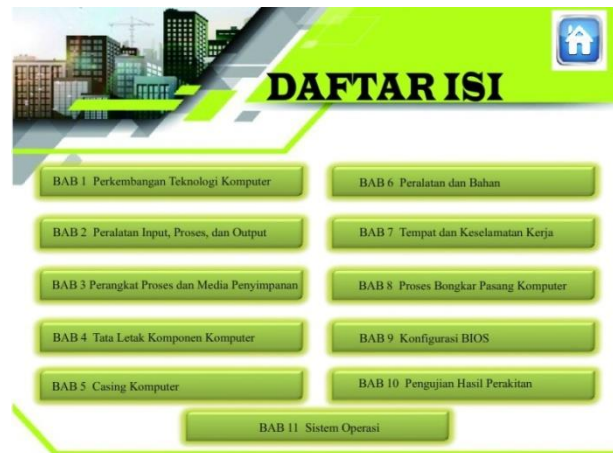 DAFTAR ISI
BAB 1 Perkembangan Teknologi Komputer
BAB 2 Peralatan Input, Proses, dan Output
BAB 3 Perangkat Proses dan Media Penyimpanan
BAB 4 Tata Letak Komponen Komputer
BAB 5 Casing Komputer
BAB 6 Peralatan dan Bahan
BAB 7 Tempat dan Keselamatan Kerja
BAB 8 Proses Bongkar Pasang Komputer
BAB 9 Konfigurasi BIOS
BAB 10 Pengujian Hasil Perakitan
BAB 11 Sistem Operasi